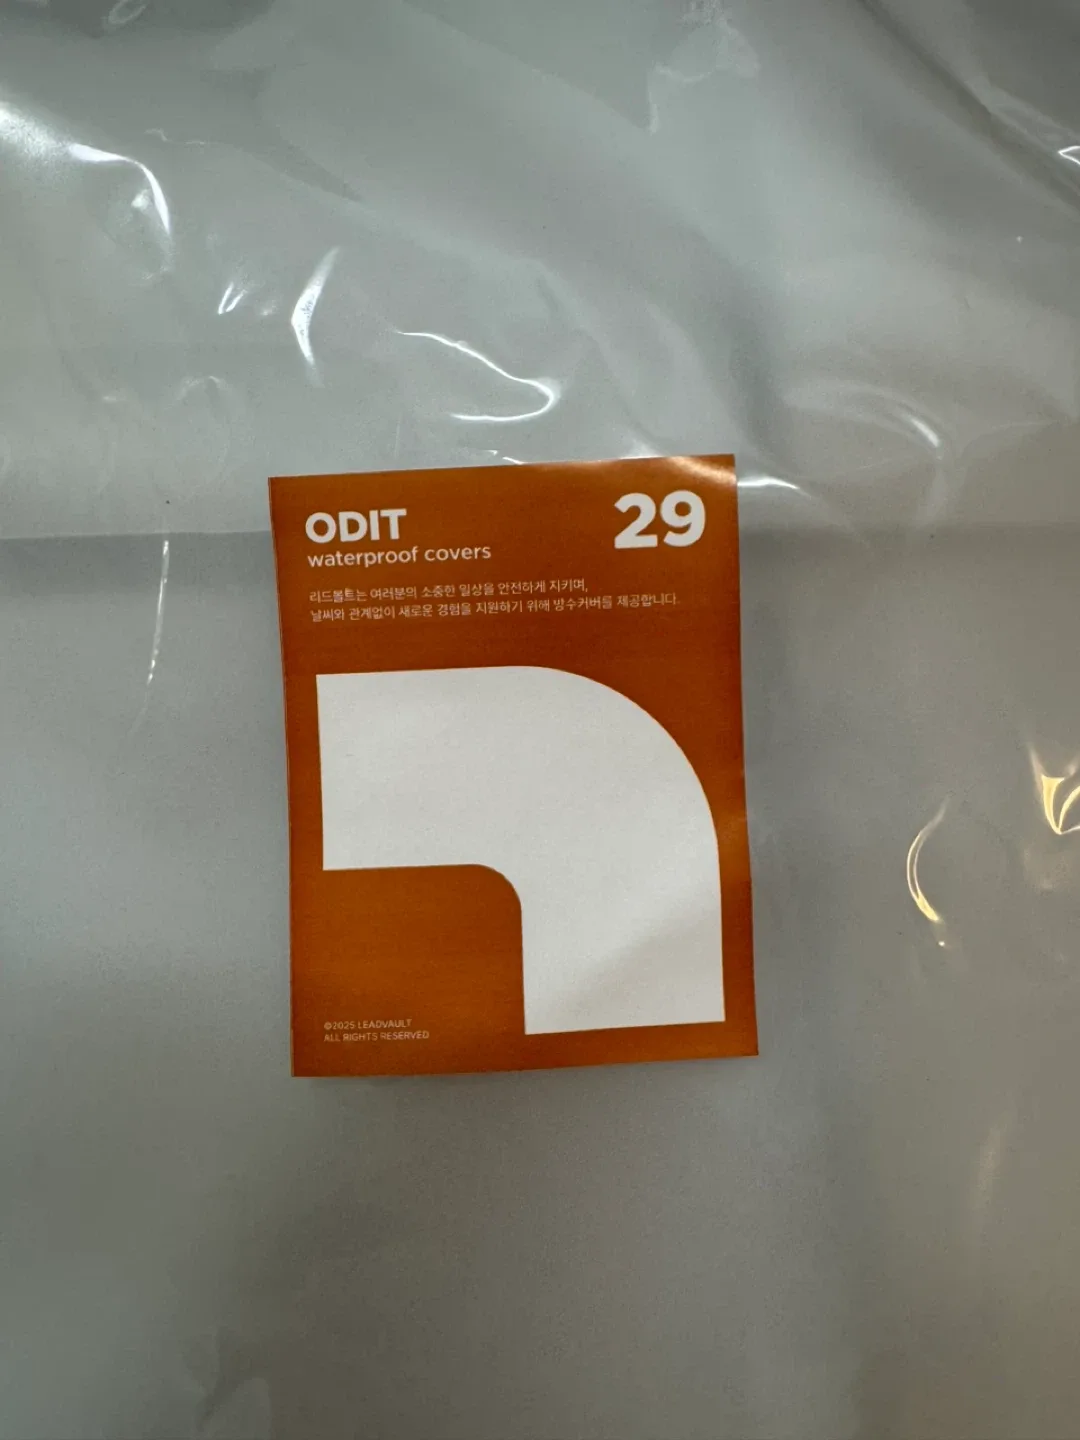 ODIT
29
waterproof covers
리드볼트는 여러분의 소중한 일상을 안전하게 지키며,
날씨와 관계없이 새로운 경험을 지원하기 위해 방수커버를 제공합니다.
©2025 LEADVAULT
ALL RIGHTS RESERVED